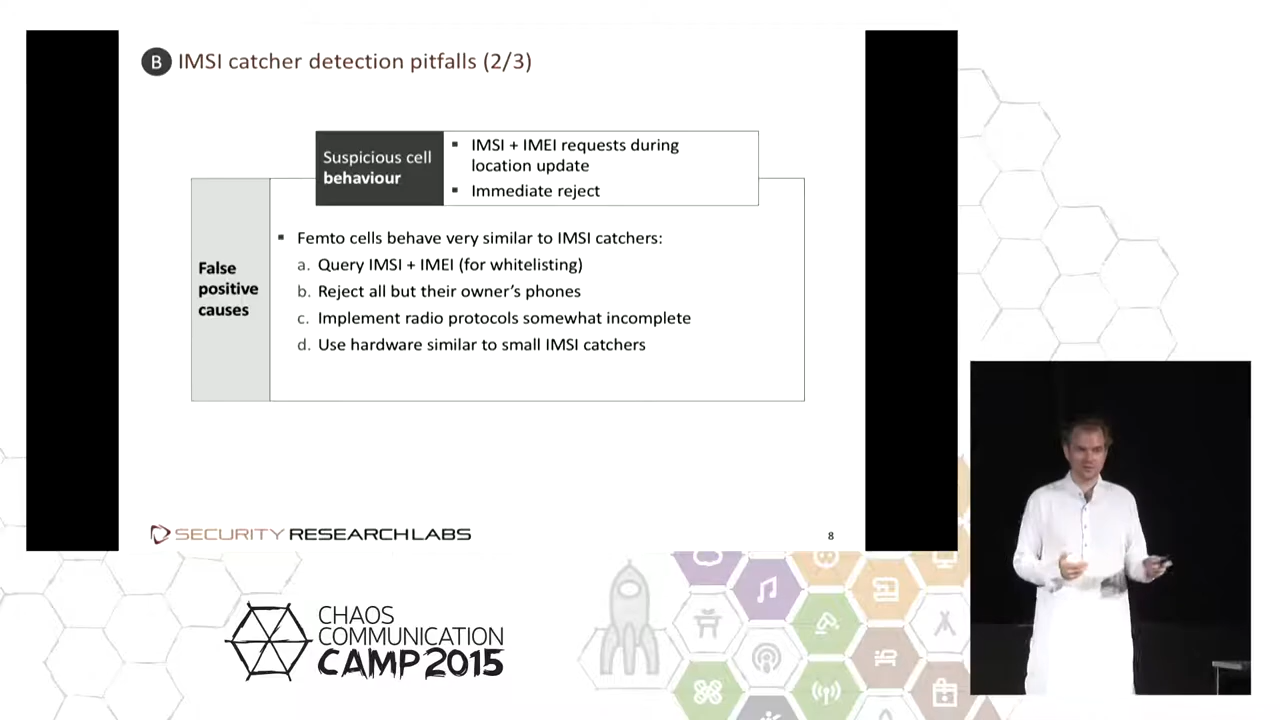 B IMSI catcher detection pitfalls (2/3)
Suspicious cell
behaviour
▪ IMSI + IMEI requests during
location update
▪ Immediate reject
False
positive
causes
▪ Femto cells behave very similar to IMSI catchers:
a. Query IMSI + IMEI (for whitelisting)
b. Reject all but their owner's phones
c. Implement radio protocols somewhat incomplete
d. Use hardware similar to small IMSI catchers
SECURITY RESEARCH LABS
8
CHAOS
COMMUNICATION
CAMP 2015